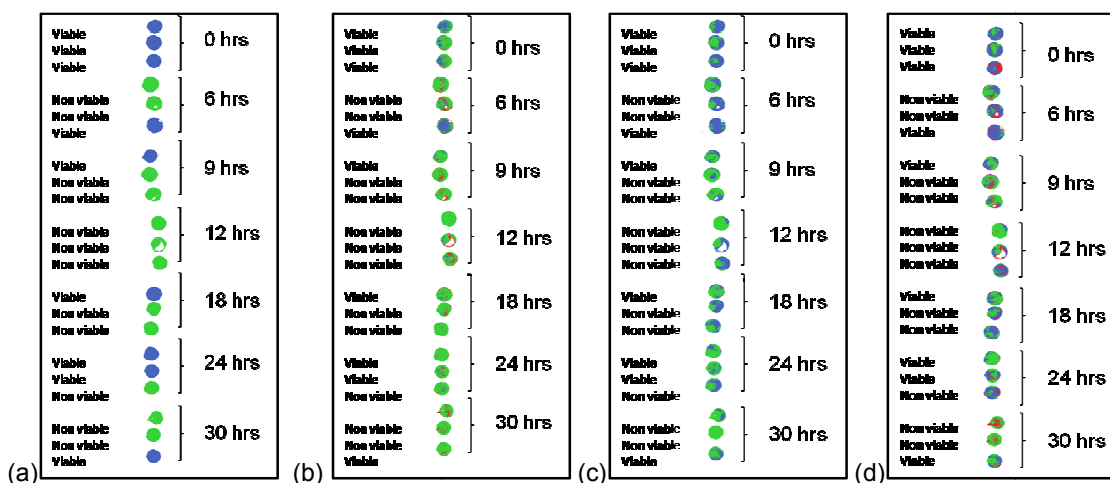 Viable
Viable
Viable
0 hrs
Non viable
Non viable
Viable
6 hrs
Viable
Non viable
Non viable
9 hrs
Non viable
Non viable
Non viable
12 hrs
Viable
Non viable
Non viable
18 hrs
Viable
Viable
Non viable
24 hrs
Non viable
Non viable
Viable
30 hrs
(a)
Viable
Viable
Viable
0 hrs
Non viable
Non viable
Viable
6 hrs
Viable
Non viable
Non viable
9 hrs
Non viable
Non viable
Non viable
12 hrs
Viable
Non viable
Non viable
18 hrs
Viable
Viable
Non viable
24 hrs
Non viable
Non viable
Viable
30 hrs
(b)
Viable
Viable
Viable
0 hrs
Non viable
Non viable
Viable
6 hrs
Viable
Non viable
Non viable
9 hrs
Non viable
Non viable
Non viable
12 hrs
Viable
Non viable
Non viable
18 hrs
Viable
Viable
Non viable
24 hrs
Non viable
Non viable
Viable
30 hrs
(c)
Viable
Viable
Viable
0 hrs
Non viable
Non viable
Viable
6 hrs
Viable
Non viable
Non viable
9 hrs
Non viable
Non viable
Non viable
12 hrs
Viable
Non viable
Non viable
18 hrs
Viable
Viable
Non viable
24 hrs
Non viable
Non viable
Viable
30 hrs
(d)